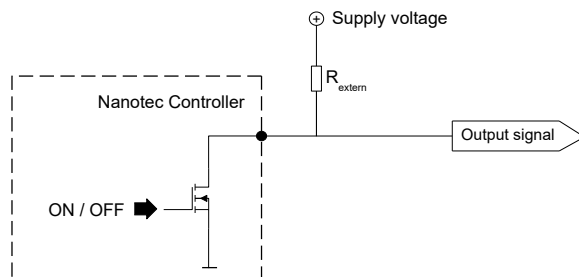 Supply voltage
R extern
Nanotec Controller
Output signal
ON / OFF